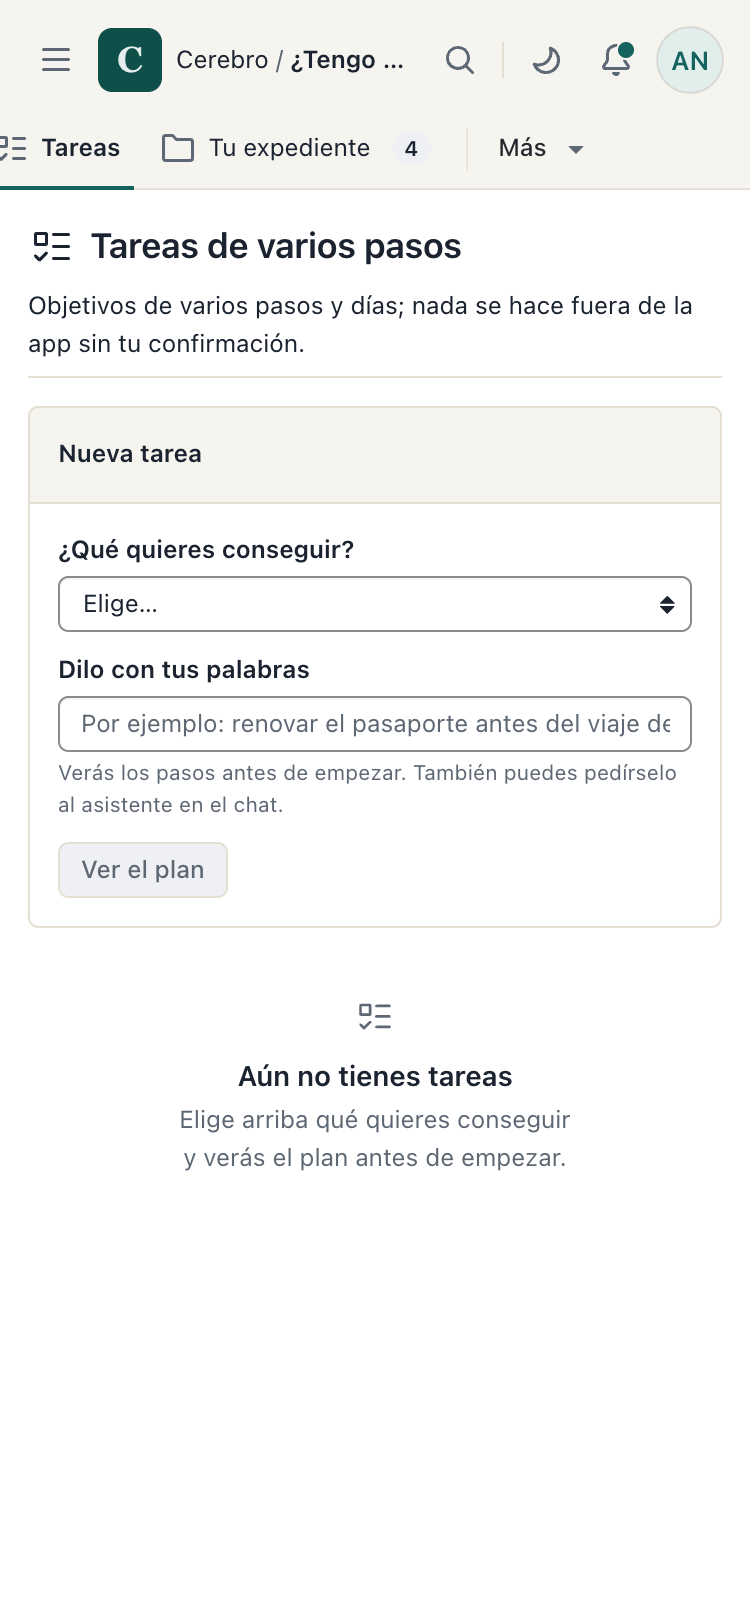 C Cerebro / ¿Tengo ... AN
Tareas Tu expediente 4 Más
Tareas de varios pasos
Objetivos de varios pasos y días; nada se hace fuera de la
app sin tu confirmación.
Nueva tarea
¿Qué quieres conseguir?
Elige...
Dilo con tus palabras
Por ejemplo: renovar el pasaporte antes del viaje de
Verás los pasos antes de empezar. También puedes pedírselo
al asistente en el chat.
Ver el plan
Aún no tienes tareas
Elige arriba qué quieres conseguir
y verás el plan antes de empezar.